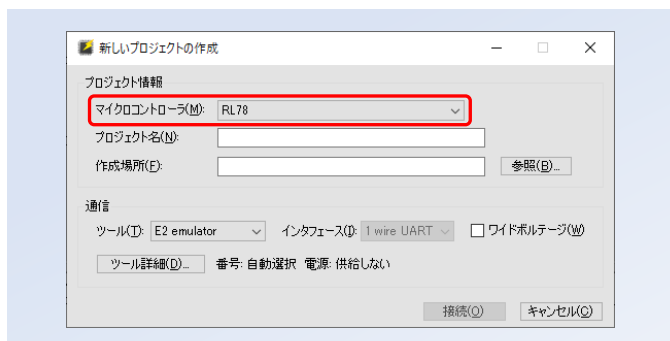 新しいプロジェクトの作成
プロジェクト情報
マイクロコントローラ(M): RL78
プロジェクト名(N):
作成場所(F): 参照(B)...
通信
ツール(T): E2 emulator インタフェース(I): 1 wire UART ワイドボルテージ(W)
ツール詳細(D)... 番号: 自動選択 電源: 供給しない
接続(O) キャンセル(C)